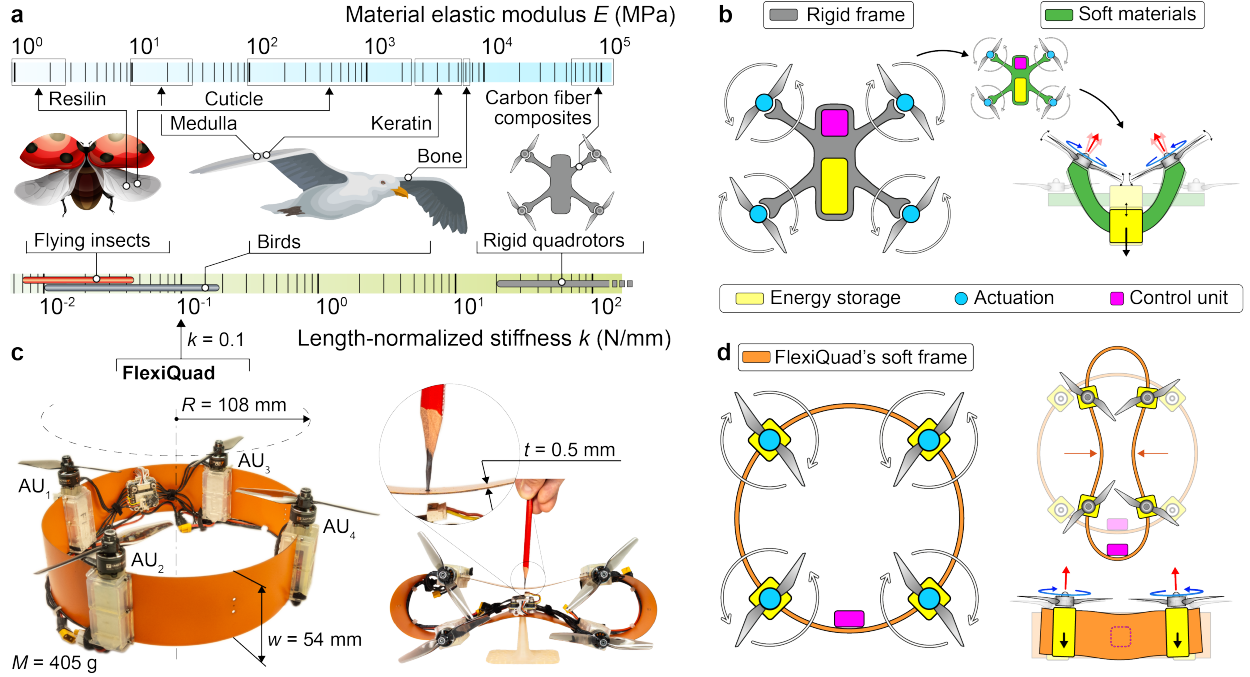 a
Material elastic modulus E (MPa)
10⁰ 10¹ 10² 10³ 10⁴ 10⁵
Resilin
Cuticle
Medulla
Keratin
Bone
Carbon fiber
composites
Flying insects
Birds
Rigid quadrotors
10⁻² 10⁻¹ 10⁰ 10¹ 10²
Length-normalized stiffness k (N/mm)
k = 0.1
FlexiQuad
b
Rigid frame
Soft materials
Energy storage
Actuation
Control unit
c
R = 108 mm
AU₁
AU₂
AU₃
AU₄
w = 54 mm
M = 405 g
t = 0.5 mm
d
FlexiQuad's soft frame